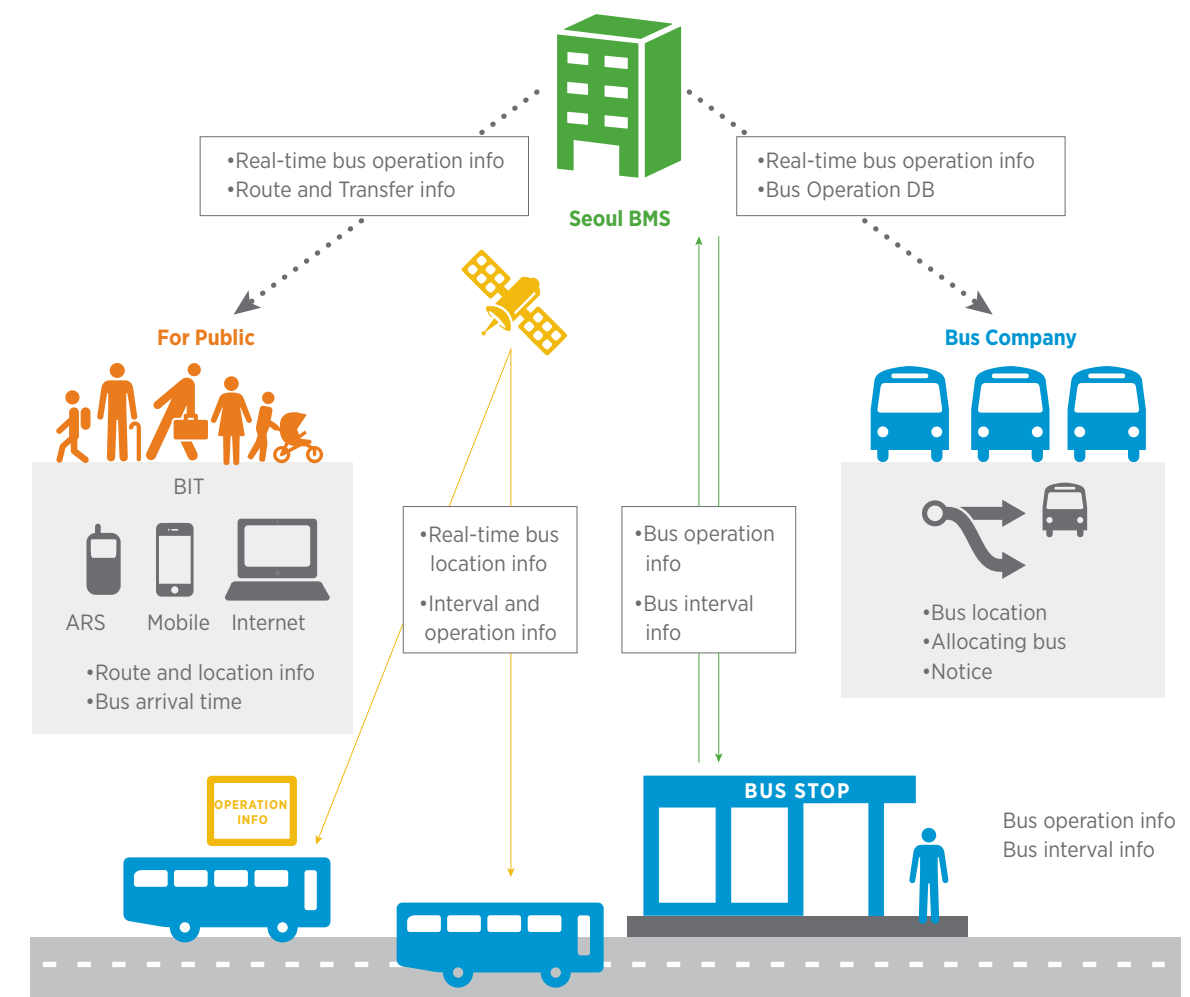 •Real-time bus operation info
•Route and Transfer info
•Real-time bus operation info
•Bus Operation DB
Seoul BMS
For Public
Bus Company
BIT
ARS
Mobile
Internet
•Route and location info
•Bus arrival time
•Real-time bus
location info
•Interval and
operation info
•Bus operation
info
•Bus interval
info
•Bus location
•Allocating bus
•Notice
OPERATION
INFO
BUS STOP
Bus operation info
Bus interval info